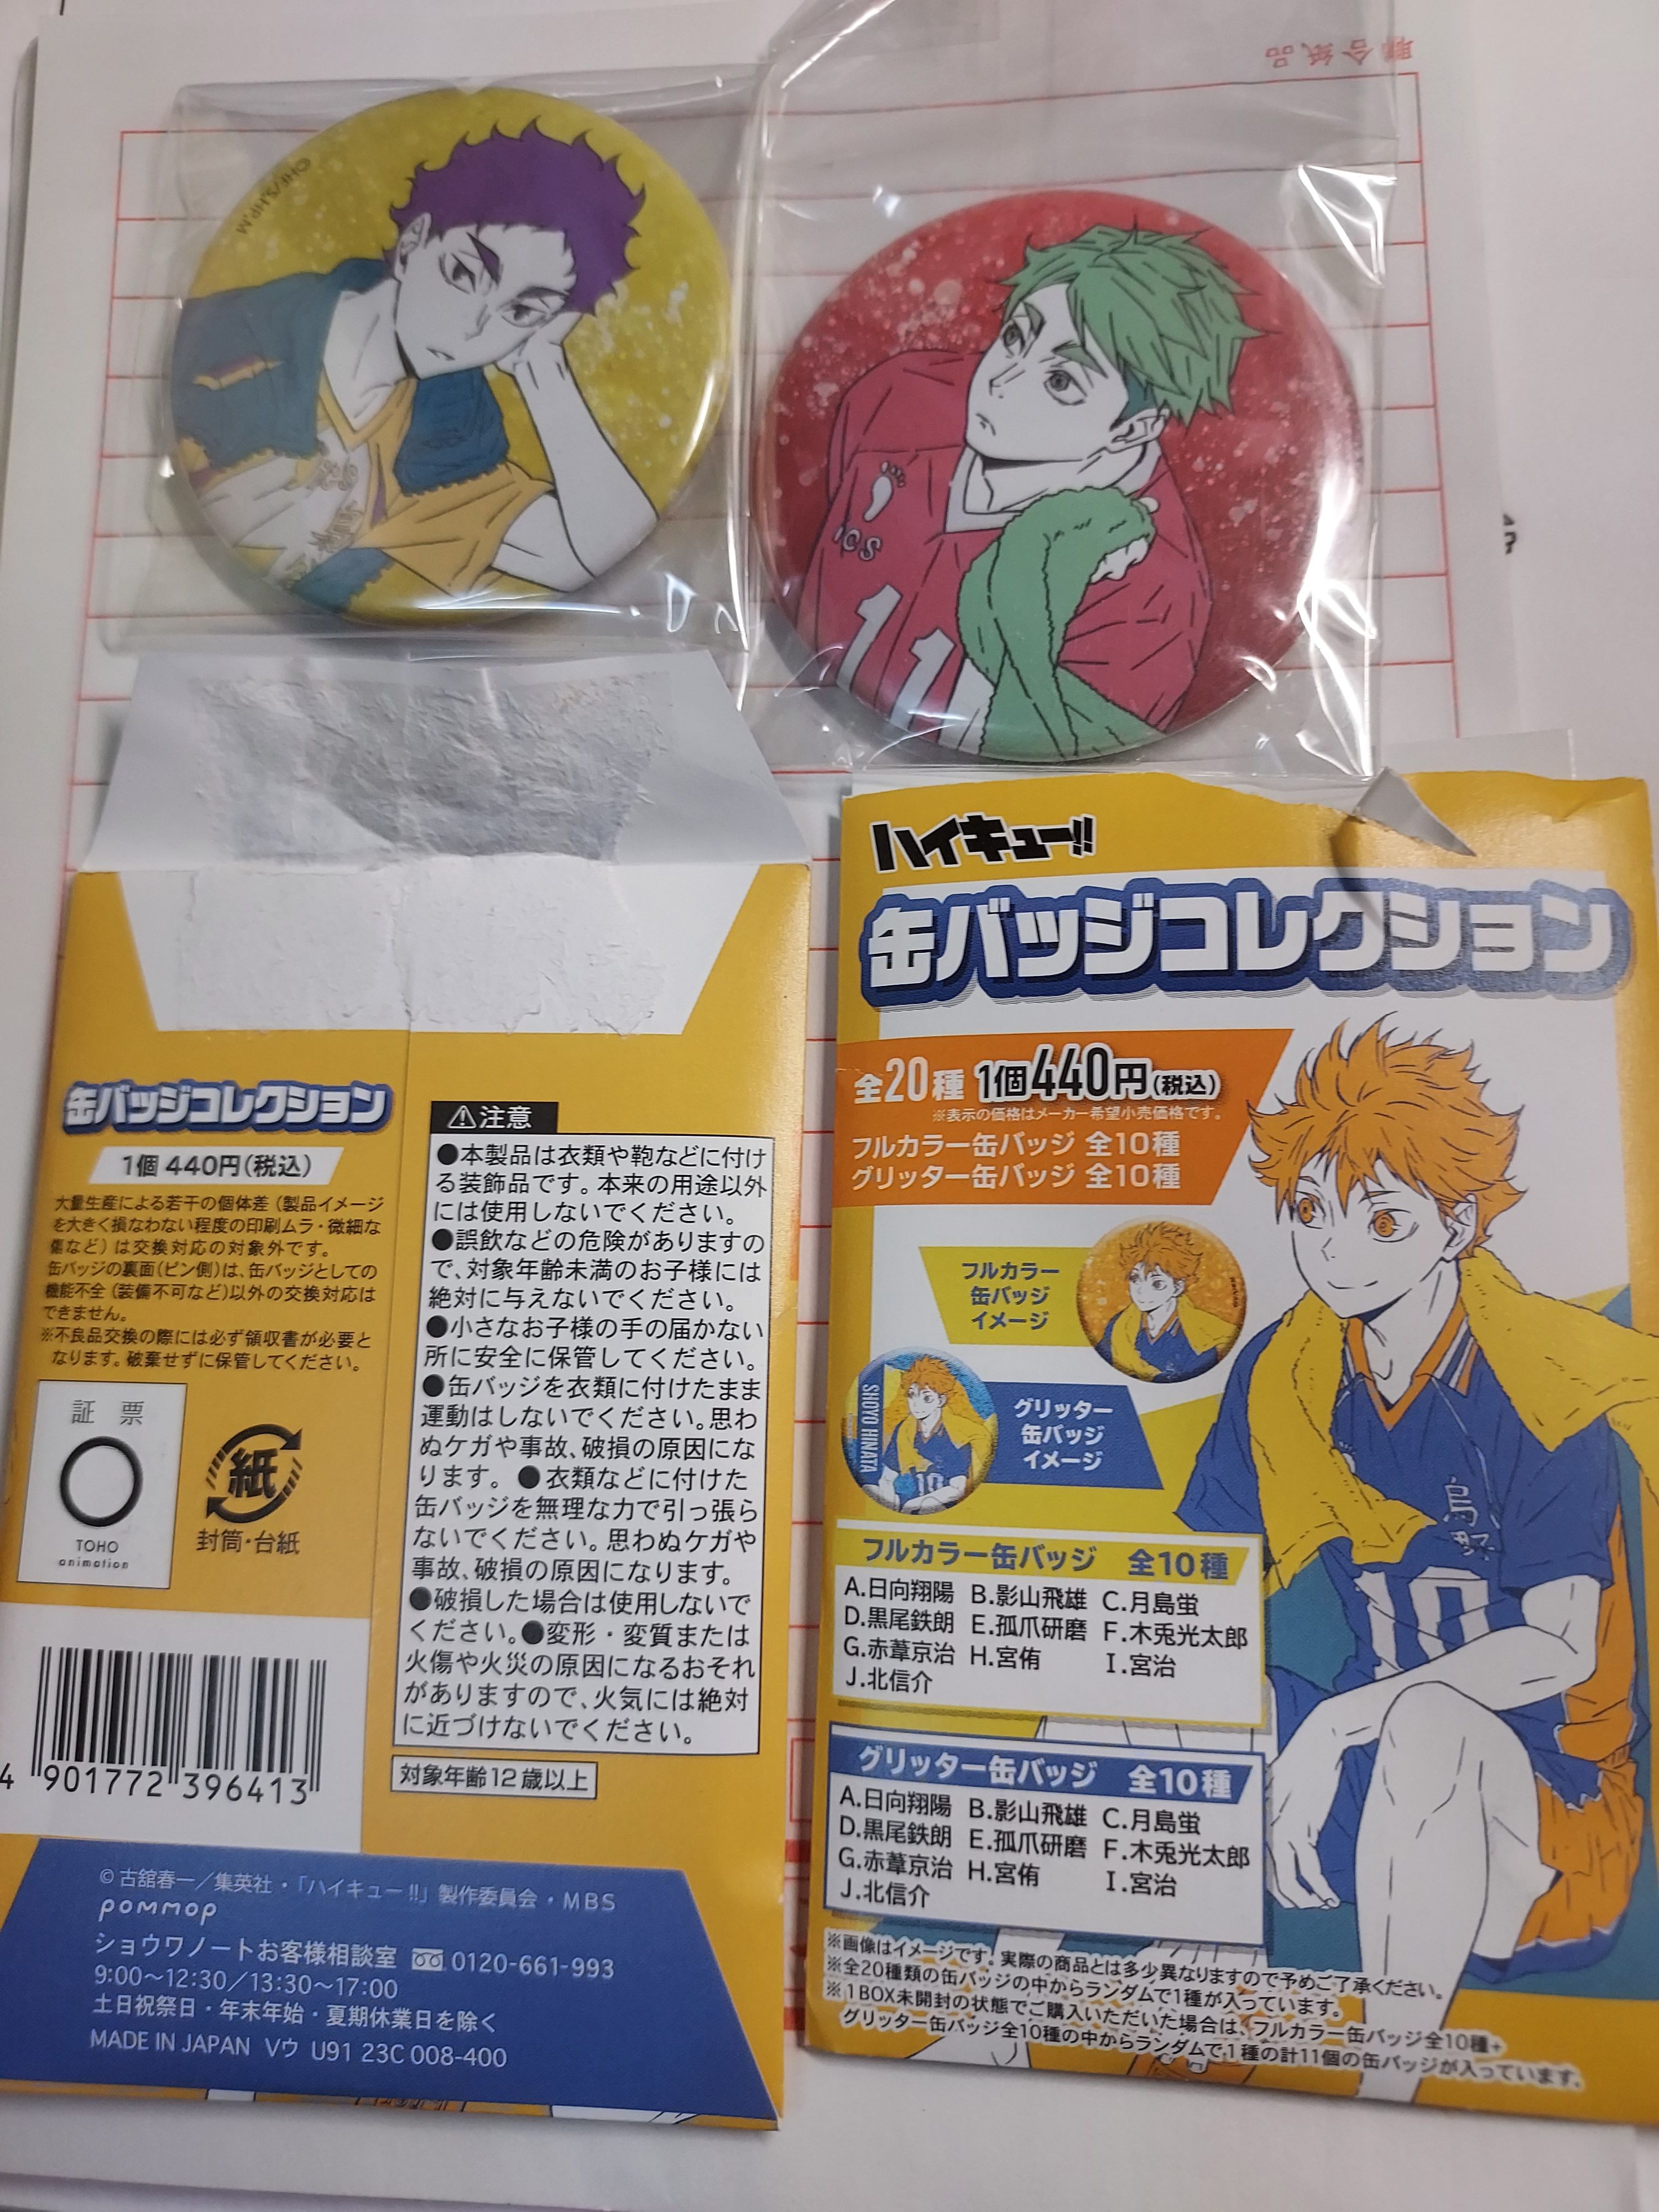 聯合紙品
©HF/S,HP,M
iCS
11
ハイキュー!!
缶バッジコレクション
全20種 1個440円(税込)
※表示の価格はメーカー希望小売価格です。
フルカラー缶バッジ 全10種
グリッター缶バッジ 全10種
フルカラー
缶バッジ
イメージ
SHOYO HINATA
10
グリッター
缶バッジ
イメージ
烏野
10
フルカラー缶バッジ 全10種
A.日向翔陽 B.影山飛雄 C.月島蛍
D.黒尾鉄朗 E.孤爪研磨 F.木兎光太郎
G.赤葦京治 H.宮侑 I.宮治
J.北信介
グリッター缶バッジ 全10種
A.日向翔陽 B.影山飛雄 C.月島蛍
D.黒尾鉄朗 E.孤爪研磨 F.木兎光太郎
G.赤葦京治 H.宮侑 I.宮治
J.北信介
※画像はイメージです。実際の商品とは多少異なりますので予めご了承ください。
※全20種類の缶バッジの中からランダムで1種が入っています。
※1BOX未開封の状態でご購入いただいた場合は、フルカラー缶バッジ全10種+
グリッター缶バッジ全10種の中からランダムで1種の計11個の缶バッジが入っています。
缶バッジコレクション
1個 440円(税込)
大量生産による若干の個体差(製品イメージ
を大きく損なわない程度の印刷ムラ・微細な
傷など)は交換対応の対象外です。
缶バッジの裏面(ピン側)は、缶バッジとしての
機能不全(装備不可など)以外の交換対応は
できません。
※不良品交換の際には必ず領収書が必要と
なります。破棄せずに保管してください。
証票
TOHO
animation
紙
封筒・台紙
4 901772 396413
⚠注意
●本製品は衣類や鞄などに付け
る装飾品です。本来の用途以外
には使用しないでください。
●誤飲などの危険がありますの
で、対象年齢未満のお子様には
絶対に与えないでください。
●小さなお子様の手の届かない
所に安全に保管してください。
●缶バッジを衣類に付けたまま
運動はしないでください。思わ
ぬケガや事故、破損の原因にな
ります。●衣類などに付けた
缶バッジを無理な力で引っ張ら
ないでください。思わぬケガや
事故、破損の原因になります。
●破損した場合は使用しないで
ください。●変形・変質または
火傷や火災の原因になるおそれ
がありますので、火気には絶対
に近づけないでください。
対象年齢12歳以上
© 古舘春一/集英社・「ハイキュー!!」製作委員会・MBS
pommop
ショウワノートお客様相談室 0120-661-993
9:00～12:30/13:30～17:00
土日祝祭日・年末年始・夏期休業日を除く
MADE IN JAPAN Vウ U91 23C 008-400